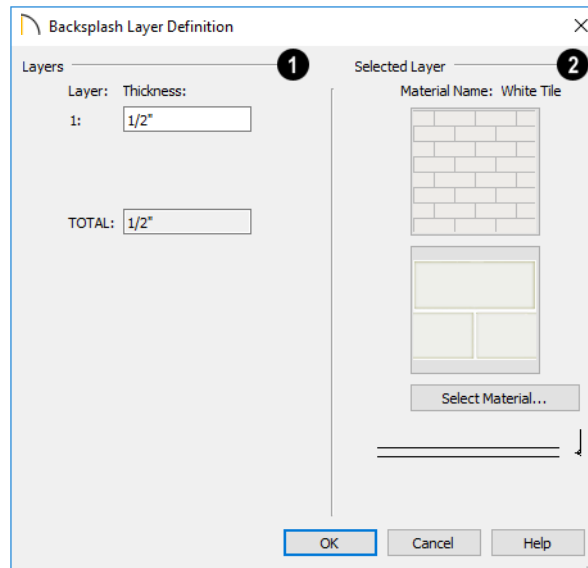 Backsplash Layer Definition
Layers 1
Layer: Thickness:
1: 1/2"
TOTAL: 1/2"
Selected Layer 2
Material Name: White Tile
Select Material...
OK Cancel Help